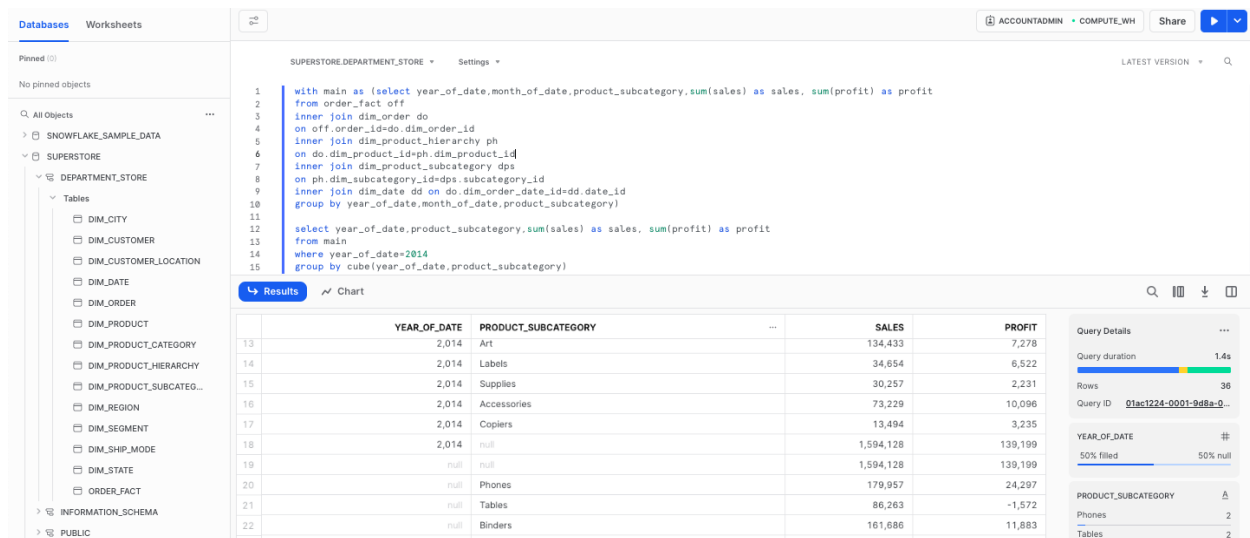 Databases Worksheets
ACCOUNTADMIN • COMPUTE_WH Share
Pinned (0)
No pinned objects
All Objects ...
SNOWFLAKE_SAMPLE_DATA
SUPERSTORE
DEPARTMENT_STORE
Tables
DIM_CITY
DIM_CUSTOMER
DIM_CUSTOMER_LOCATION
DIM_DATE
DIM_ORDER
DIM_PRODUCT
DIM_PRODUCT_CATEGORY
DIM_PRODUCT_HIERARCHY
DIM_PRODUCT_SUBCATEG...
DIM_REGION
DIM_SEGMENT
DIM_SHIP_MODE
DIM_STATE
ORDER_FACT
INFORMATION_SCHEMA
PUBLIC
SUPERSTORE.DEPARTMENT_STORE Settings LATEST VERSION
1 with main as (select year_of_date,month_of_date,product_subcategory,sum(sales) as sales, sum(profit) as profit
2 from order_fact off
3 inner join dim_order do
4 on off.order_id=do.dim_order_id
5 inner join dim_product_hierarchy ph
6 on do.dim_product_id=ph.dim_product_id
7 inner join dim_product_subcategory dps
8 on ph.dim_subcategory_id=dps.subcategory_id
9 inner join dim_date dd on do.dim_order_date_id=dd.date_id
10 group by year_of_date,month_of_date,product_subcategory)
11
12 select year_of_date,product_subcategory,sum(sales) as sales, sum(profit) as profit
13 from main
14 where year_of_date=2014
15 group by cube(year_of_date,product_subcategory)
Results Chart
YEAR_OF_DATE PRODUCT_SUBCATEGORY ... SALES PROFIT
13 2,014 Art 134,433 7,278
14 2,014 Labels 34,654 6,522
15 2,014 Supplies 30,257 2,231
16 2,014 Accessories 73,229 10,096
17 2,014 Copiers 13,494 3,235
18 2,014 null 1,594,128 139,199
19 null null 1,594,128 139,199
20 null Phones 179,957 24,297
21 null Tables 86,263 -1,572
22 null Binders 161,686 11,883
Query Details ...
Query duration 1.4s
Rows 36
Query ID 01ac1224-0001-9d8a-0...
YEAR_OF_DATE #
50% filled 50% null
PRODUCT_SUBCATEGORY A
Phones 2
Tables 2